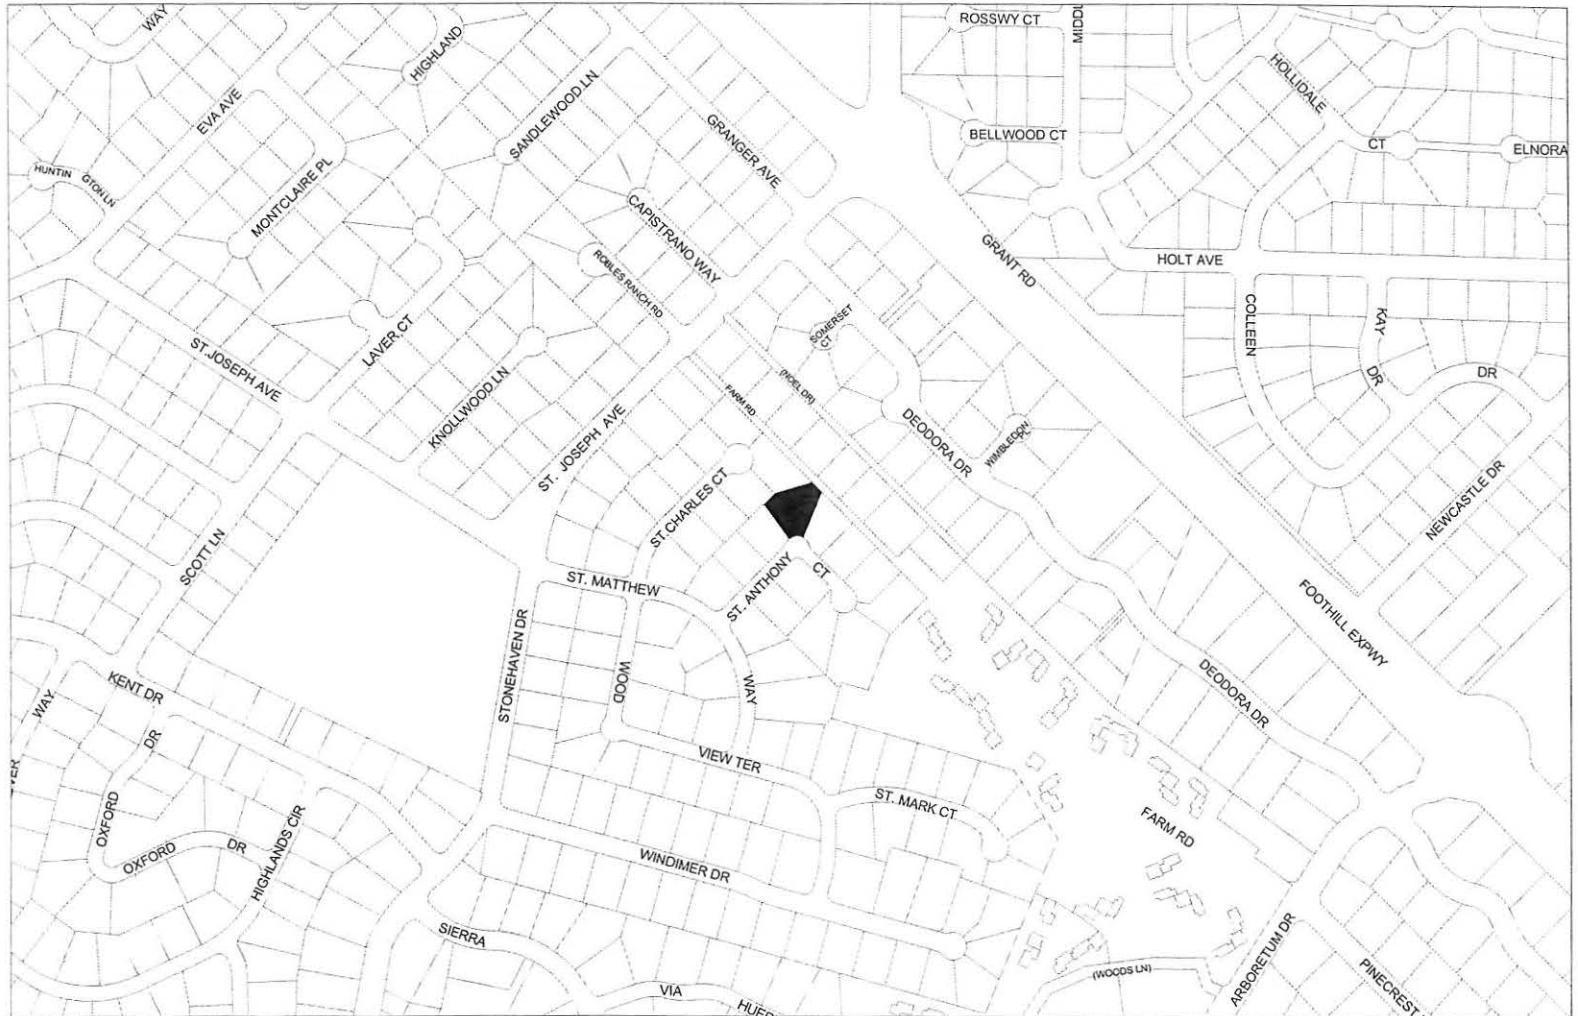 WAY
HIGHLAND
ROSSWY CT
HOLLIDALE
CT
ELNORA
EVA AVE
SANDLEWOOD LN
GRANGER AVE
BELLWOOD CT
HUNTIN
GTON LN
MONTCLAIRE PL
CAPISTRANO WAY
ROBLES RANCH RD
GRANT RD
HOLT AVE
COLLEEN
KAY
DR
DR
ST. JOSEPH AVE
LAVER CT
KNOLLWOOD LN
ST. JOSEPH AVE
SOMERSET
CT
(NOEL DR)
FARM RD
DEODORA DR
WIMBLEDON
PL
NEWCASTLE DR
SCOTT LN
ST. CHARLES CT
ST. MATTHEW
WAY
ST. ANTHONY
CT
FOOTHILL EXPWY
STONEHAVEN DR
WOOD
VIEW TER
DEODORA DR
KENT DR
WAY
DR
OXFORD
OXFORD
DR
HIGHLANDS CIR
ST. MARK CT
FARM RD
WINDIMER DR
SIERRA
VIA
(WOODS LN)
ARBORETUM DR
PINECREST